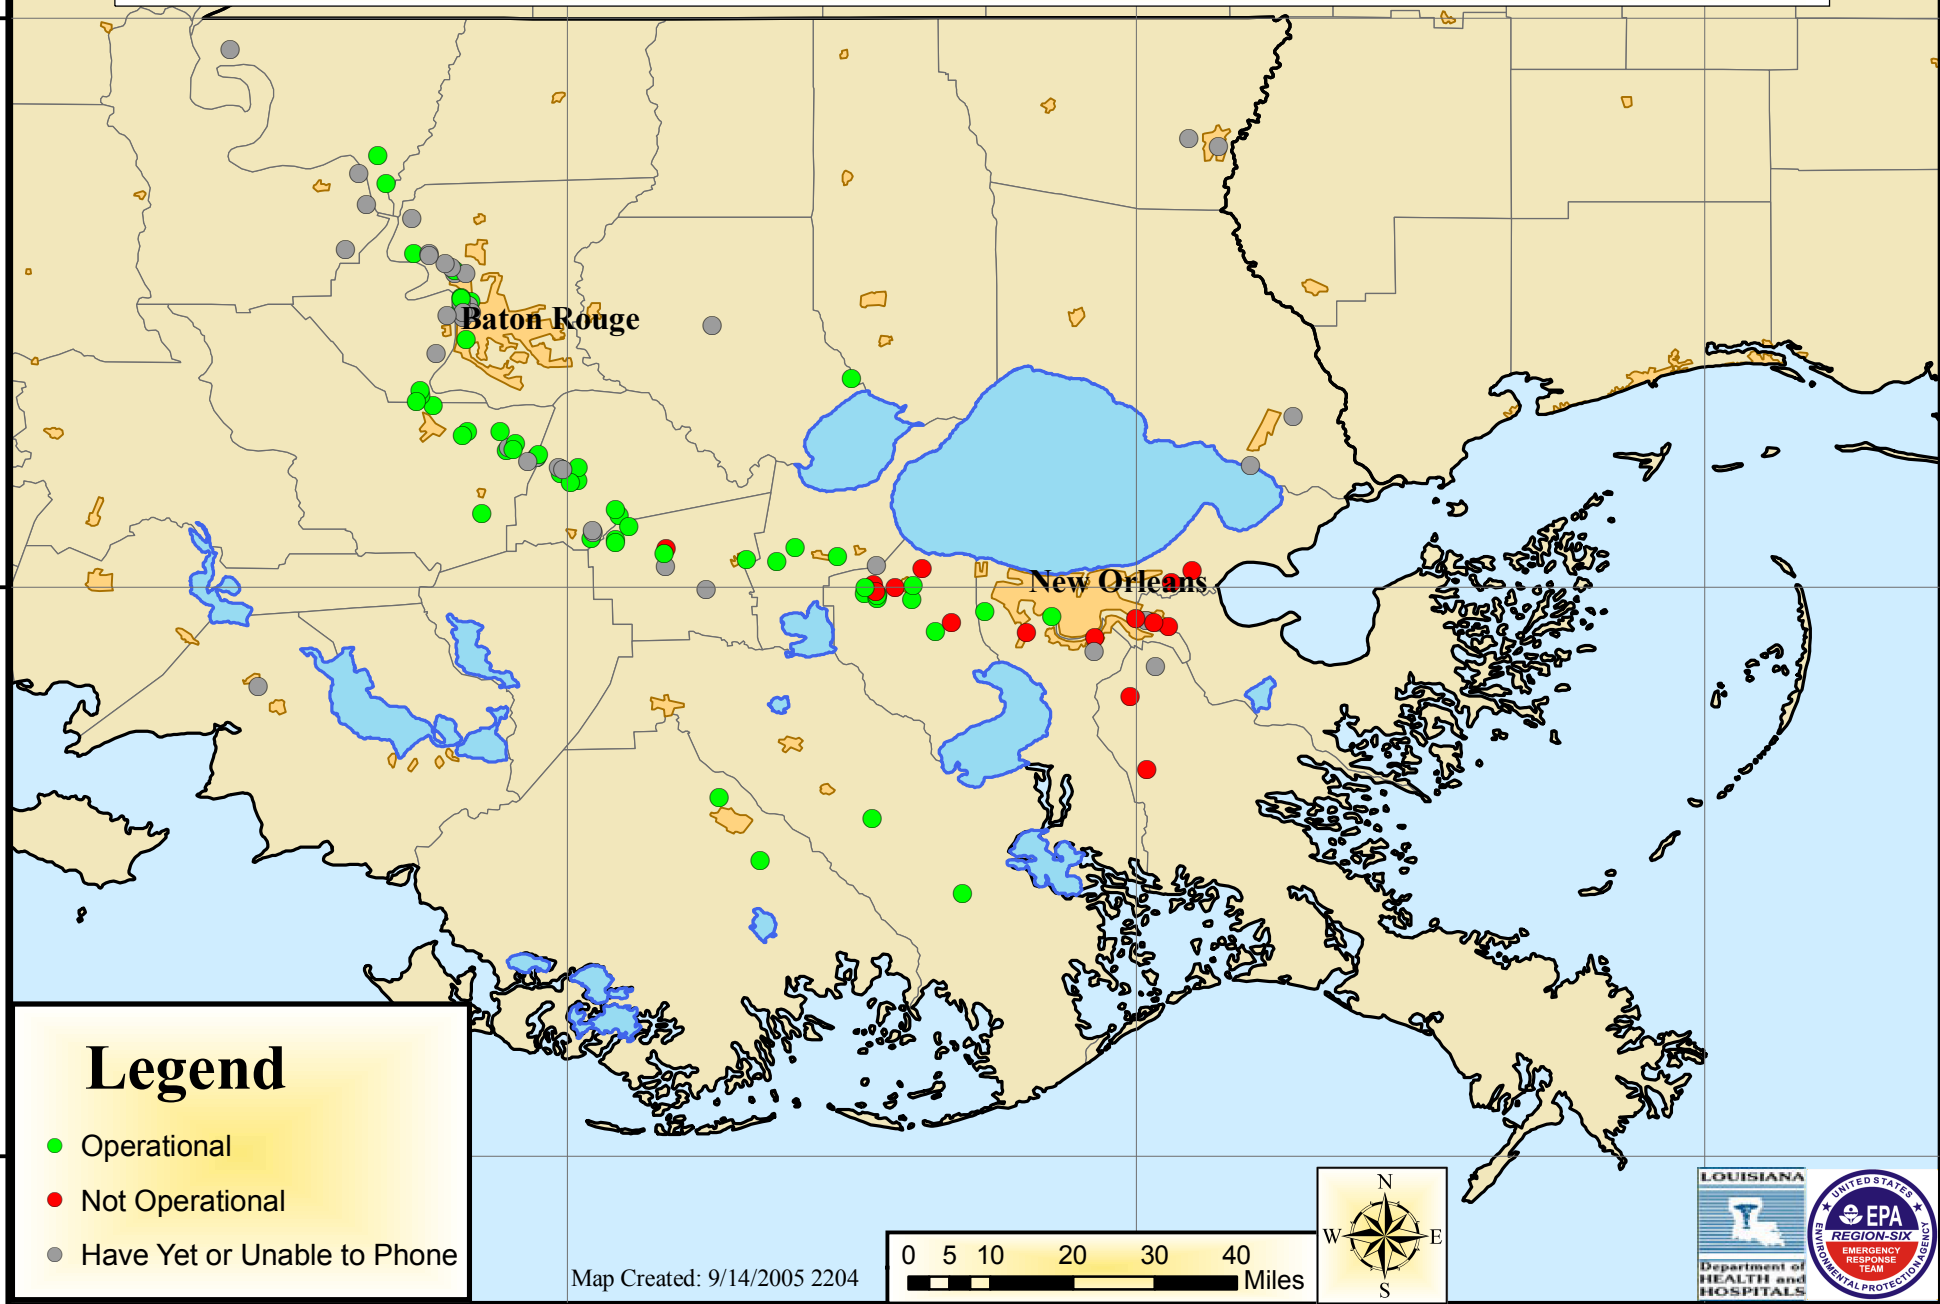 Baton Rouge
New Orleans
Legend
Operational
Not Operational
Have Yet or Unable to Phone
Map Created: 9/14/2005 2204
0 5 10 20 30 40
Miles
N
W E
S
LOUISIANA
Department of
HEALTH and
HOSPITALS
UNITED STATES
EPA
REGION-SIX
EMERGENCY
RESPONSE
TEAM
ENVIRONMENTAL PROTECTION AGENCY